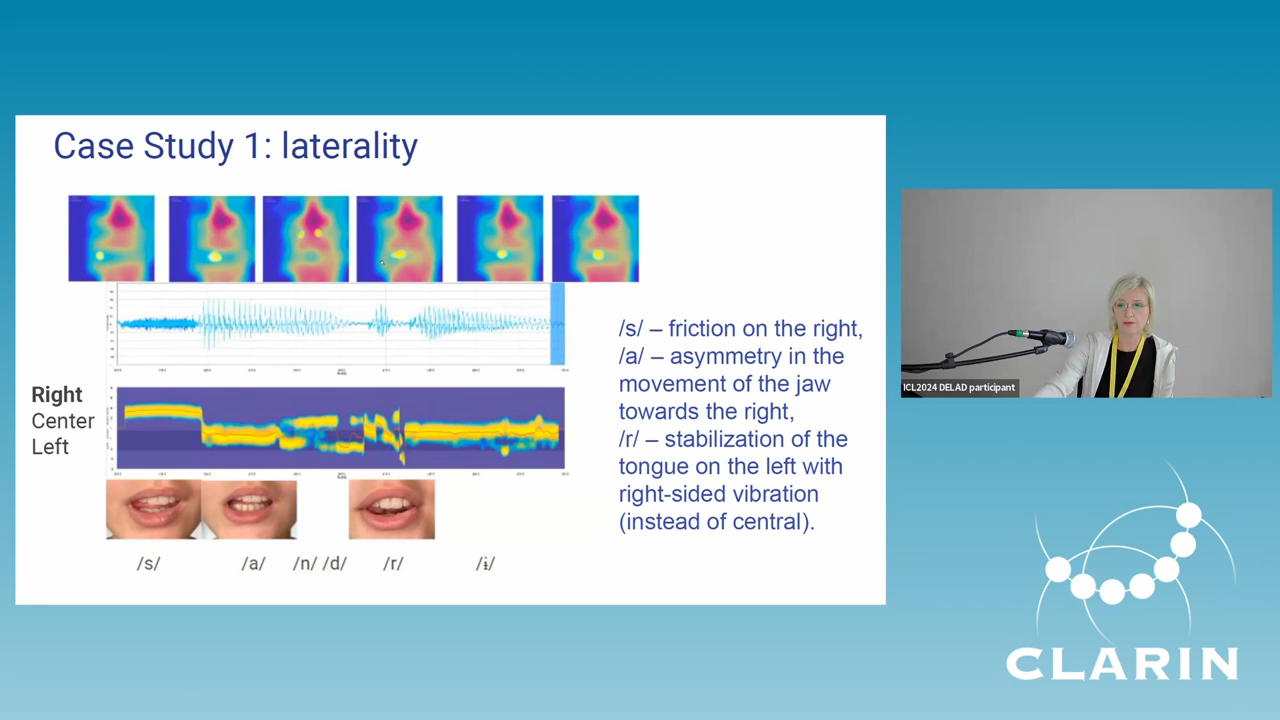 Case Study 1: laterality
/s/ – friction on the right,
/a/ – asymmetry in the
movement of the jaw
towards the right,
/r/ – stabilization of the
tongue on the left with
right-sided vibration
(instead of central).
Right
Center
Left
/s/ /a/ /n/ /d/ /r/ /ɨ/
ICL2024 DELAD participant
CLARIN